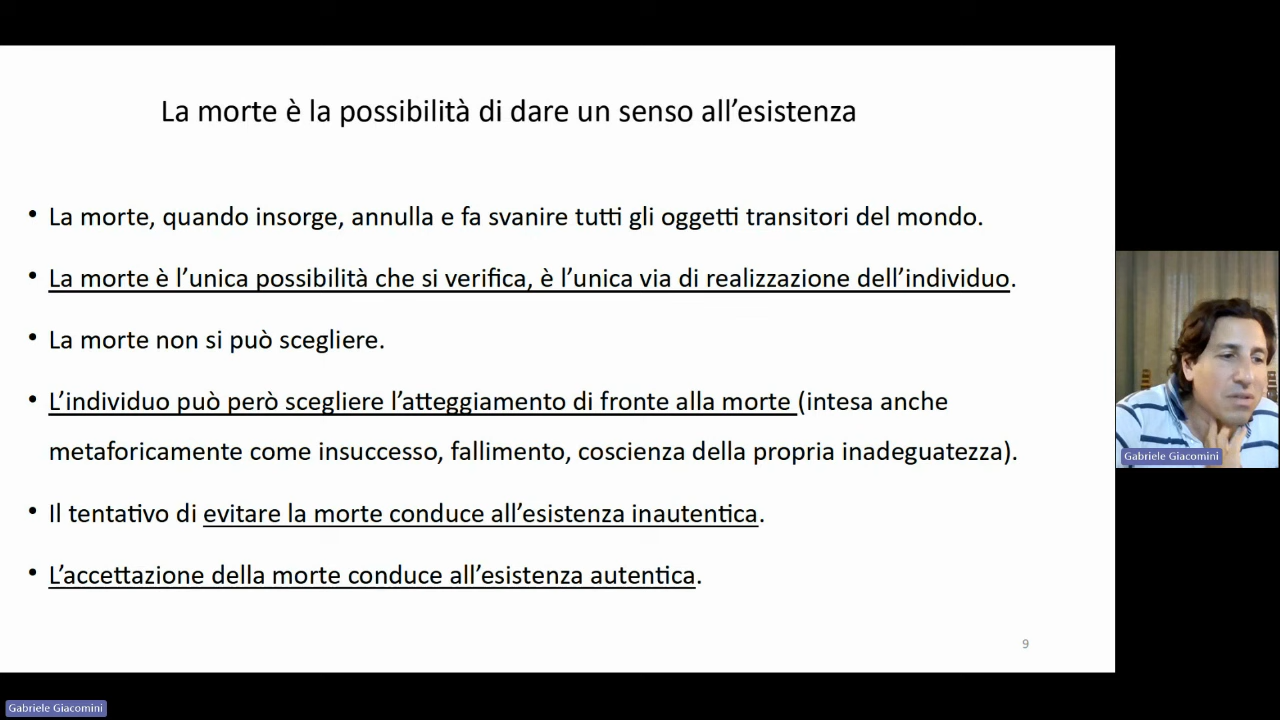 La morte è la possibilità di dare un senso all’esistenza
• La morte, quando insorge, annulla e fa svanire tutti gli oggetti transitori del mondo.
• La morte è l’unica possibilità che si verifica, è l’unica via di realizzazione dell’individuo.
• La morte non si può scegliere.
• L’individuo può però scegliere l’atteggiamento di fronte alla morte (intesa anche
metaforicamente come insuccesso, fallimento, coscienza della propria inadeguatezza).
• Il tentativo di evitare la morte conduce all’esistenza inautentica.
• L’accettazione della morte conduce all’esistenza autentica.
9
Gabriele Giacomini
Gabriele Giacomini